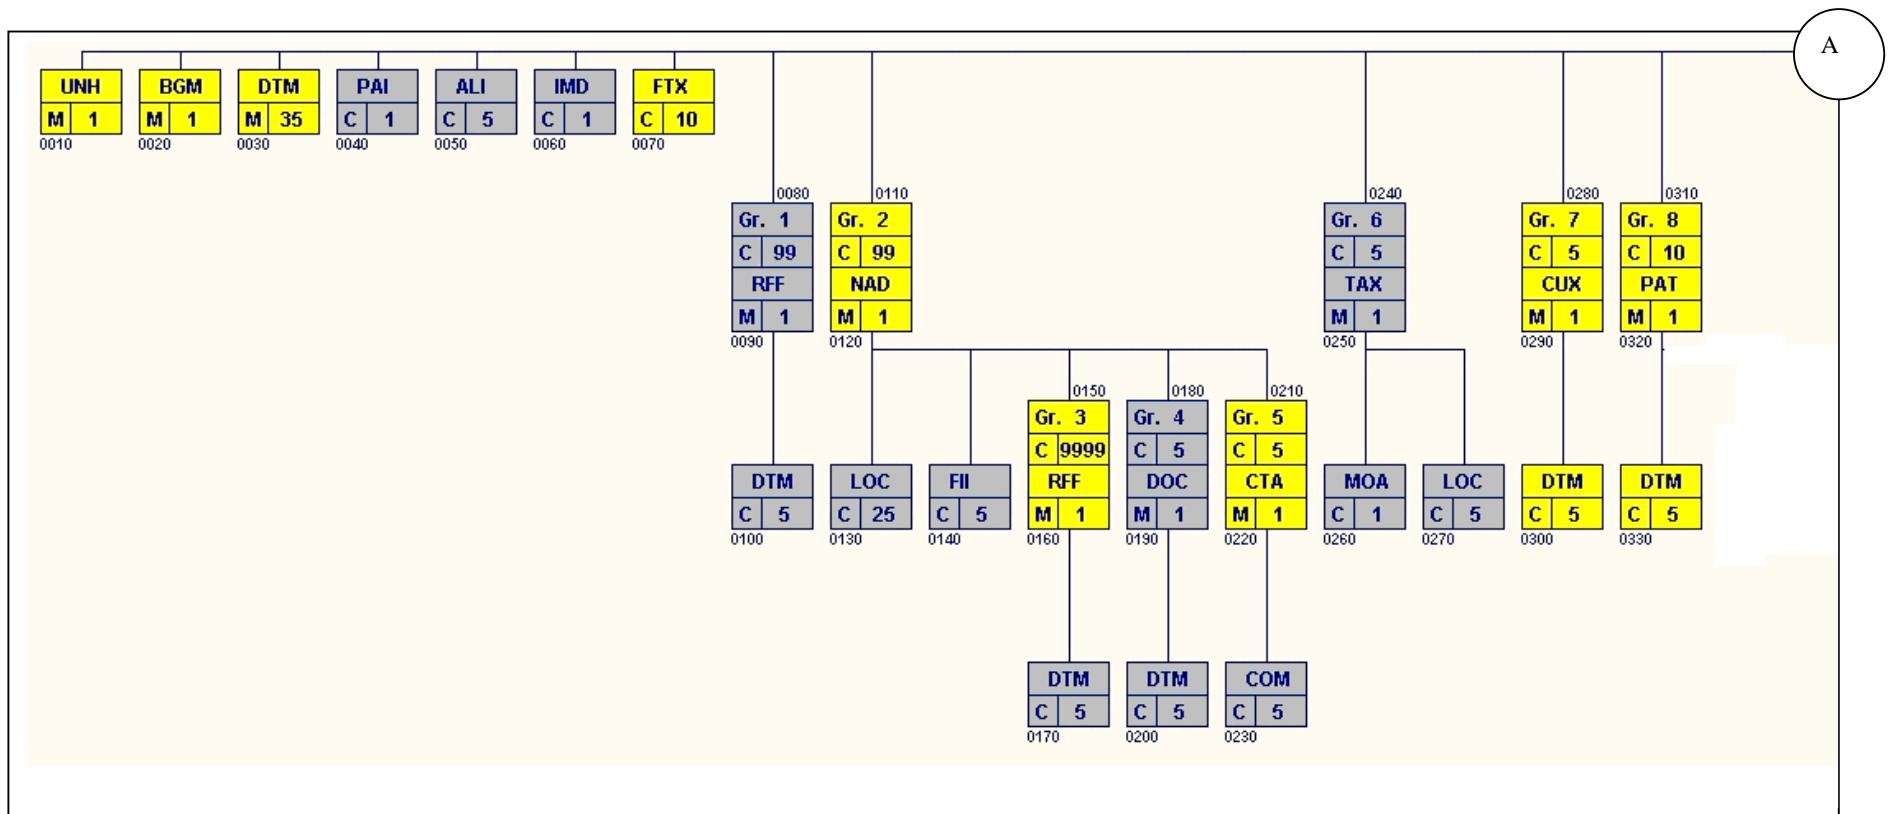 A
UNH BGM DTM PAI ALI IMD FTX
M 1 M 1 M 35 C 1 C 5 C 1 C 10
0010 0020 0030 0040 0050 0060 0070
0080 0110 0240 0280 0310
Gr. 1 Gr. 2 Gr. 6 Gr. 7 Gr. 8
C 99 C 99 C 5 C 5 C 10
RFF NAD TAX CUX PAT
M 1 M 1 M 1 M 1 M 1
0090 0120 0250 0290 0320
0150 0180 0210
Gr. 3 Gr. 4 Gr. 5
C 9999 C 5 C 5
DTM LOC FII RFF DOC CTA MOA LOC DTM DTM
C 5 C 25 C 5 M 1 M 1 M 1 C 1 C 5 C 5 C 5
0100 0130 0140 0160 0190 0220 0260 0270 0300 0330
DTM DTM COM
C 5 C 5 C 5
0170 0200 0230